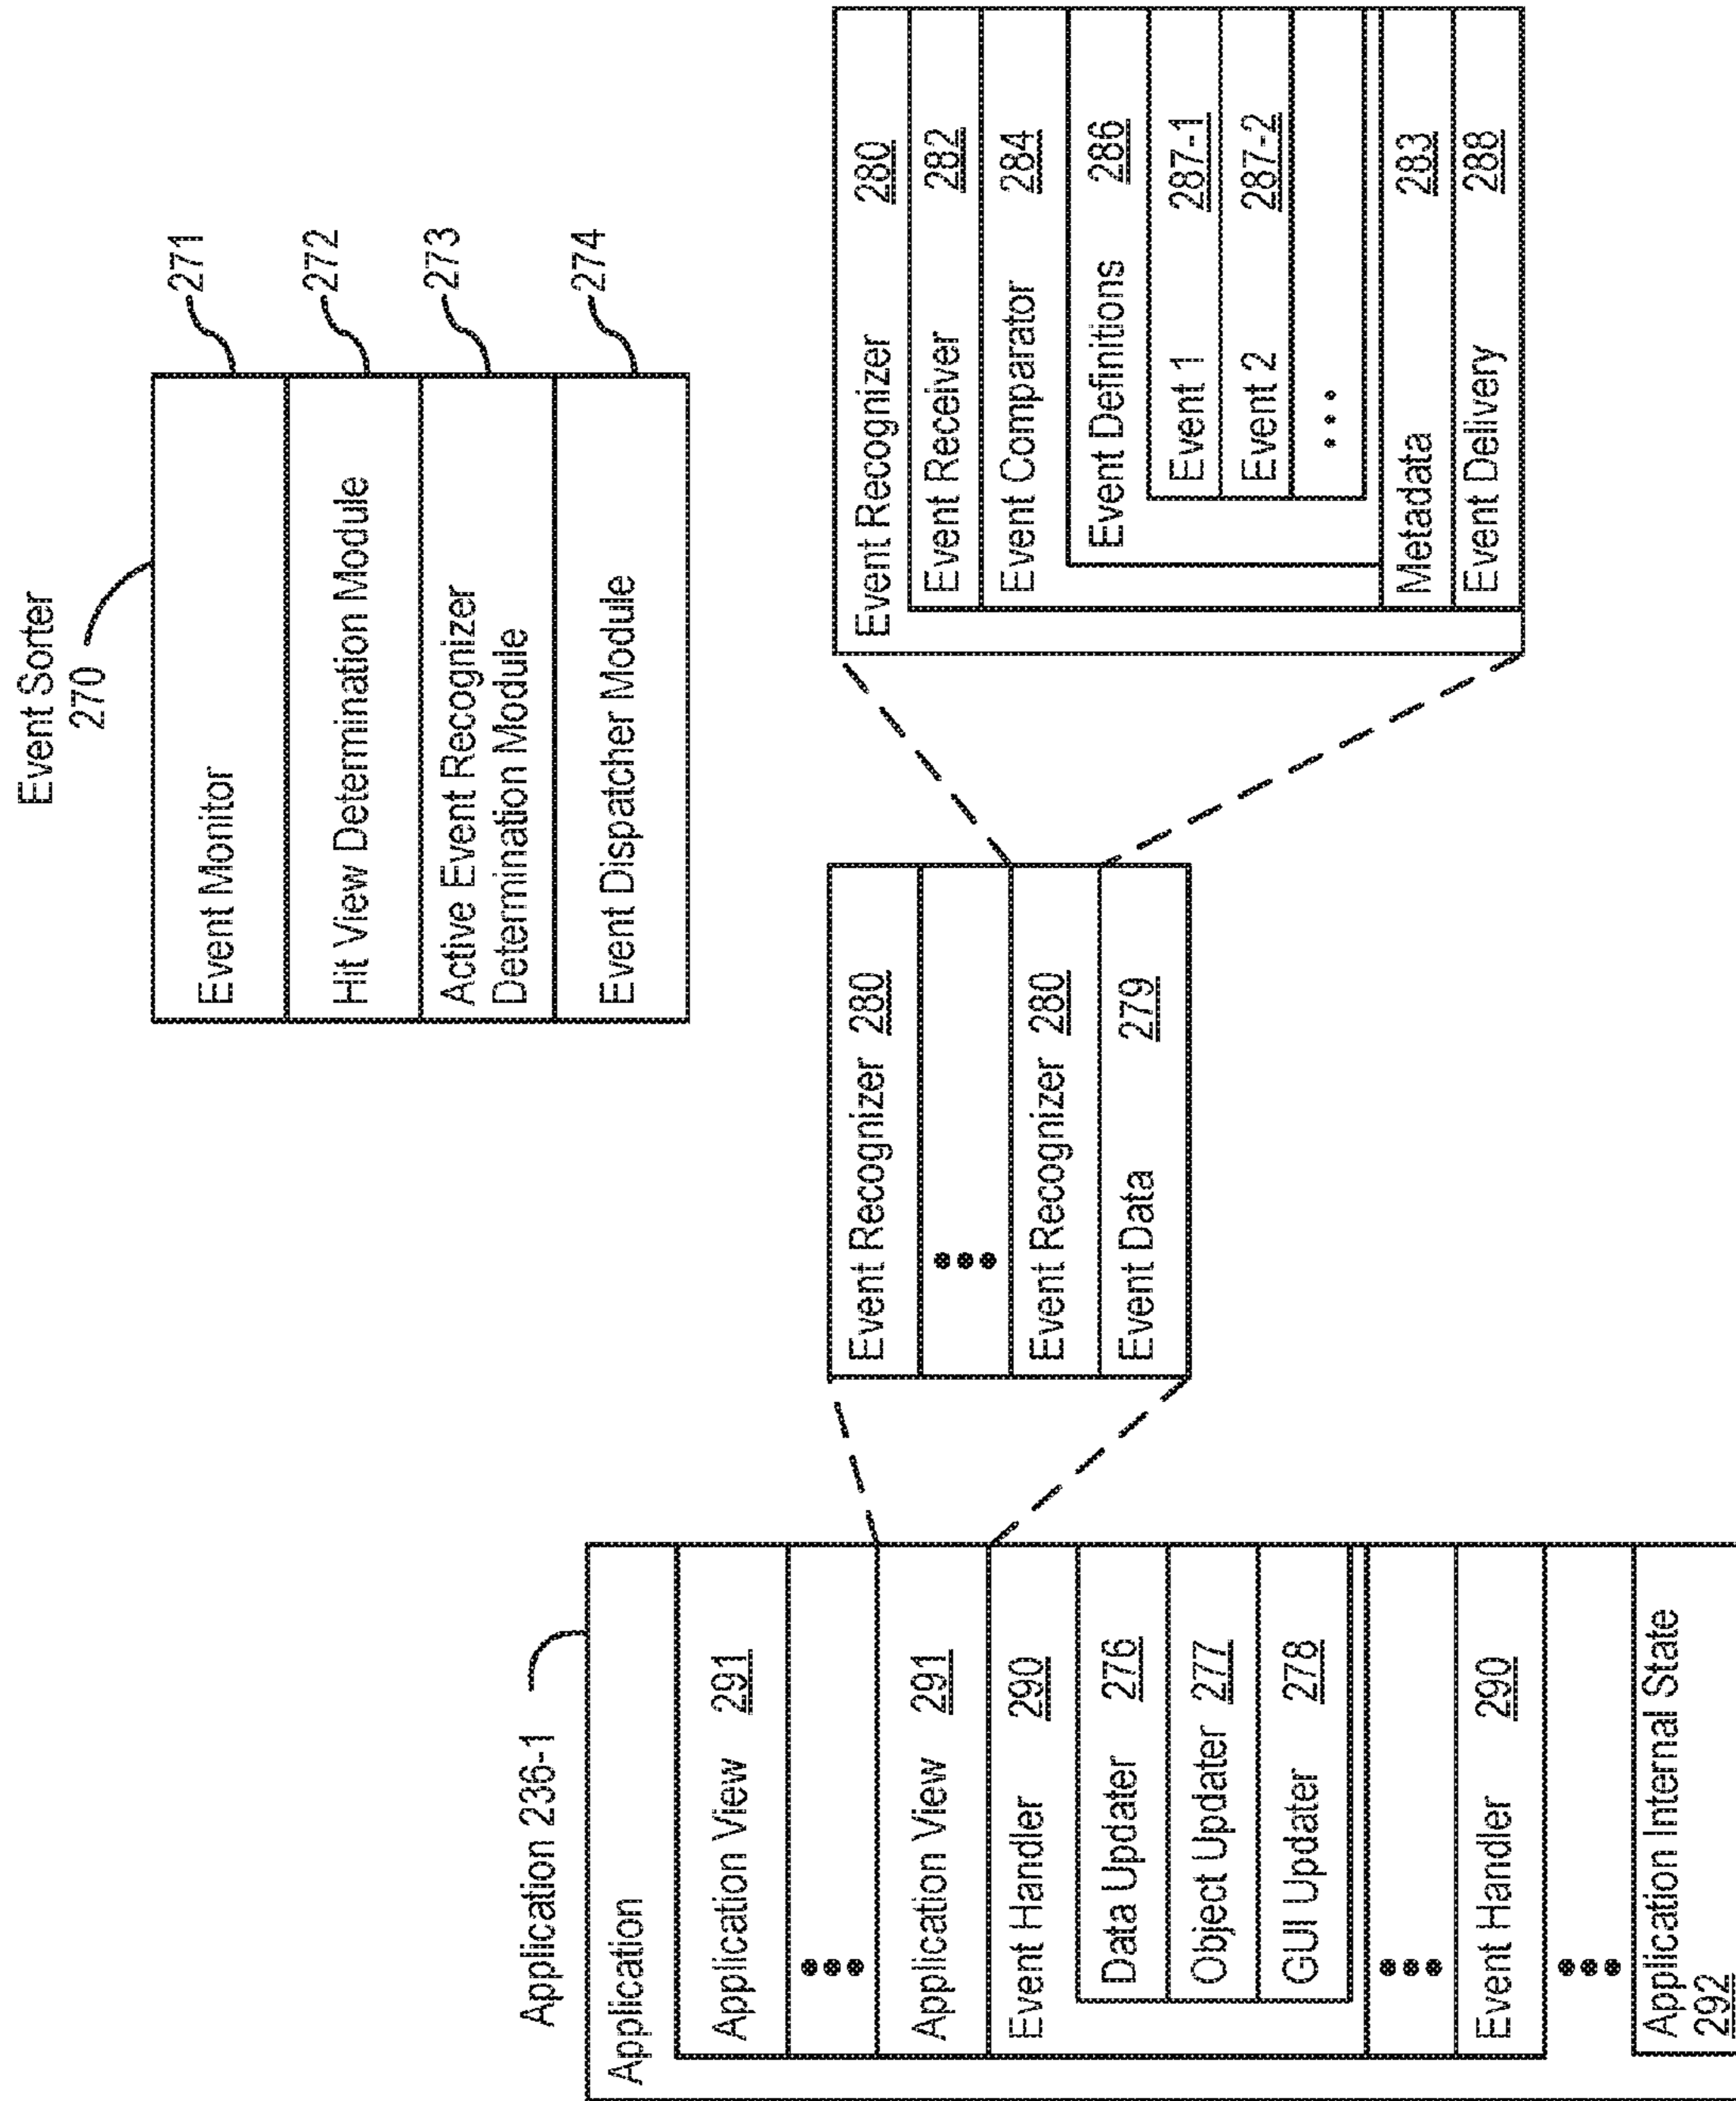 Event Sorter
270
Event Monitor
271
Hit View Determination Module
272
Active Event Recognizer
Determination Module
273
Event Dispatcher Module
274
Application 236-1
Application
Application View 291
•••
Application View 291
Event Handler 290
Data Updater 276
Object Updater 277
GUI Updater 278
•••
Event Handler 290
•••
Application Internal State
292
Event Recognizer 280
•••
Event Recognizer 280
Event Data 279
Event Recognizer 280
Event Receiver 282
Event Comparator 284
Event Definitions 286
Event 1 287-1
Event 2 287-2
•••
Metadata 283
Event Delivery 288